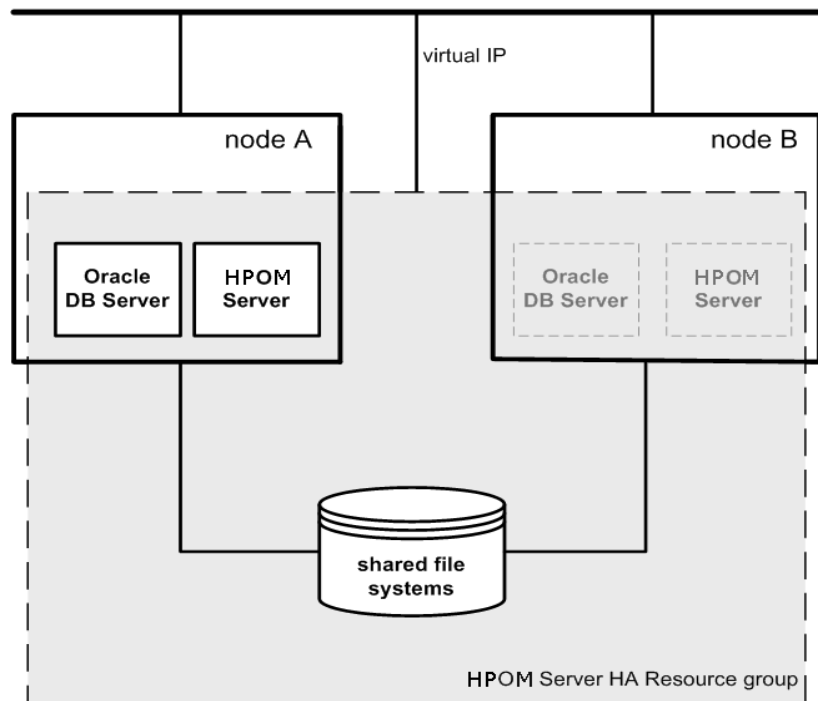 virtual IP
node A
node B
Oracle
DB Server
HPOM
Server
Oracle
DB Server
HPOM
Server
shared file
systems
HPOM Server HA Resource group